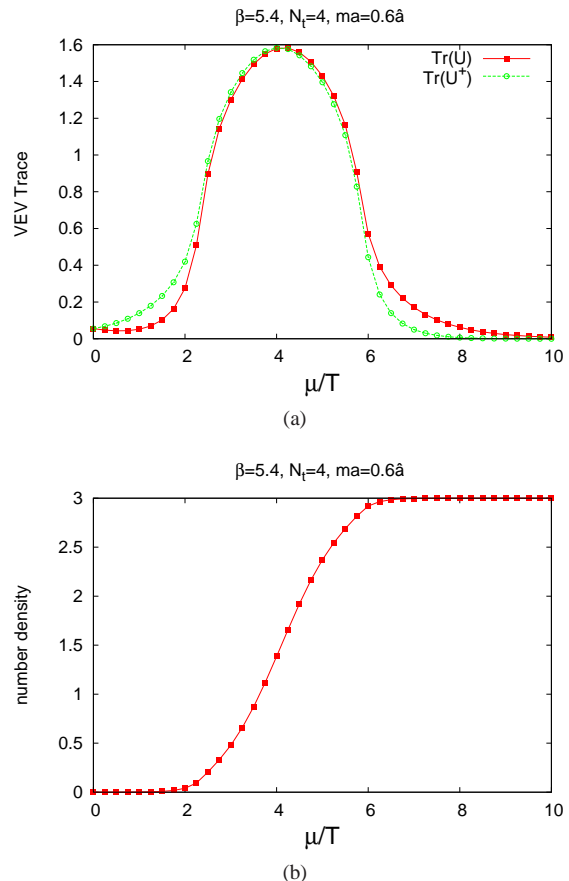 β=5.4, Nₜ=4, ma=0.6â
Tr(U)
Tr(U⁺)
VEV Trace
1.6
1.4
1.2
1
0.8
0.6
0.4
0.2
0
0 2 4 6 8 10
μ/T
(a)
β=5.4, Nₜ=4, ma=0.6â
number density
3
2.5
2
1.5
1
0.5
0
0 2 4 6 8 10
μ/T
(b)